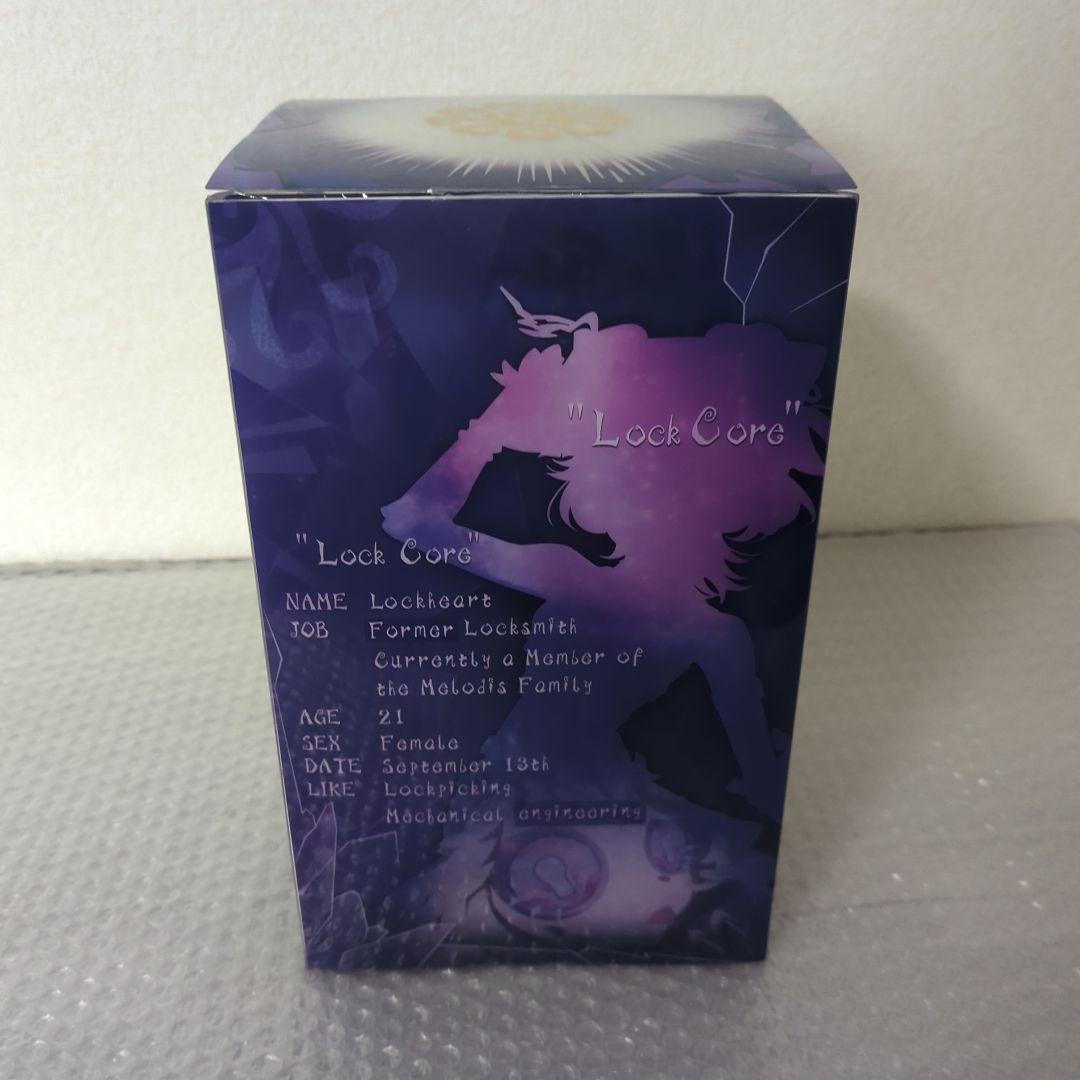 "Lock Core"
"Lock Core"
NAME Lockheart
JOB Former Locksmith
Currently a Member of
the Melodis Family
AGE 21
SEX Female
DATE September 13th
LIKE Lockpicking
Mechanical engineering